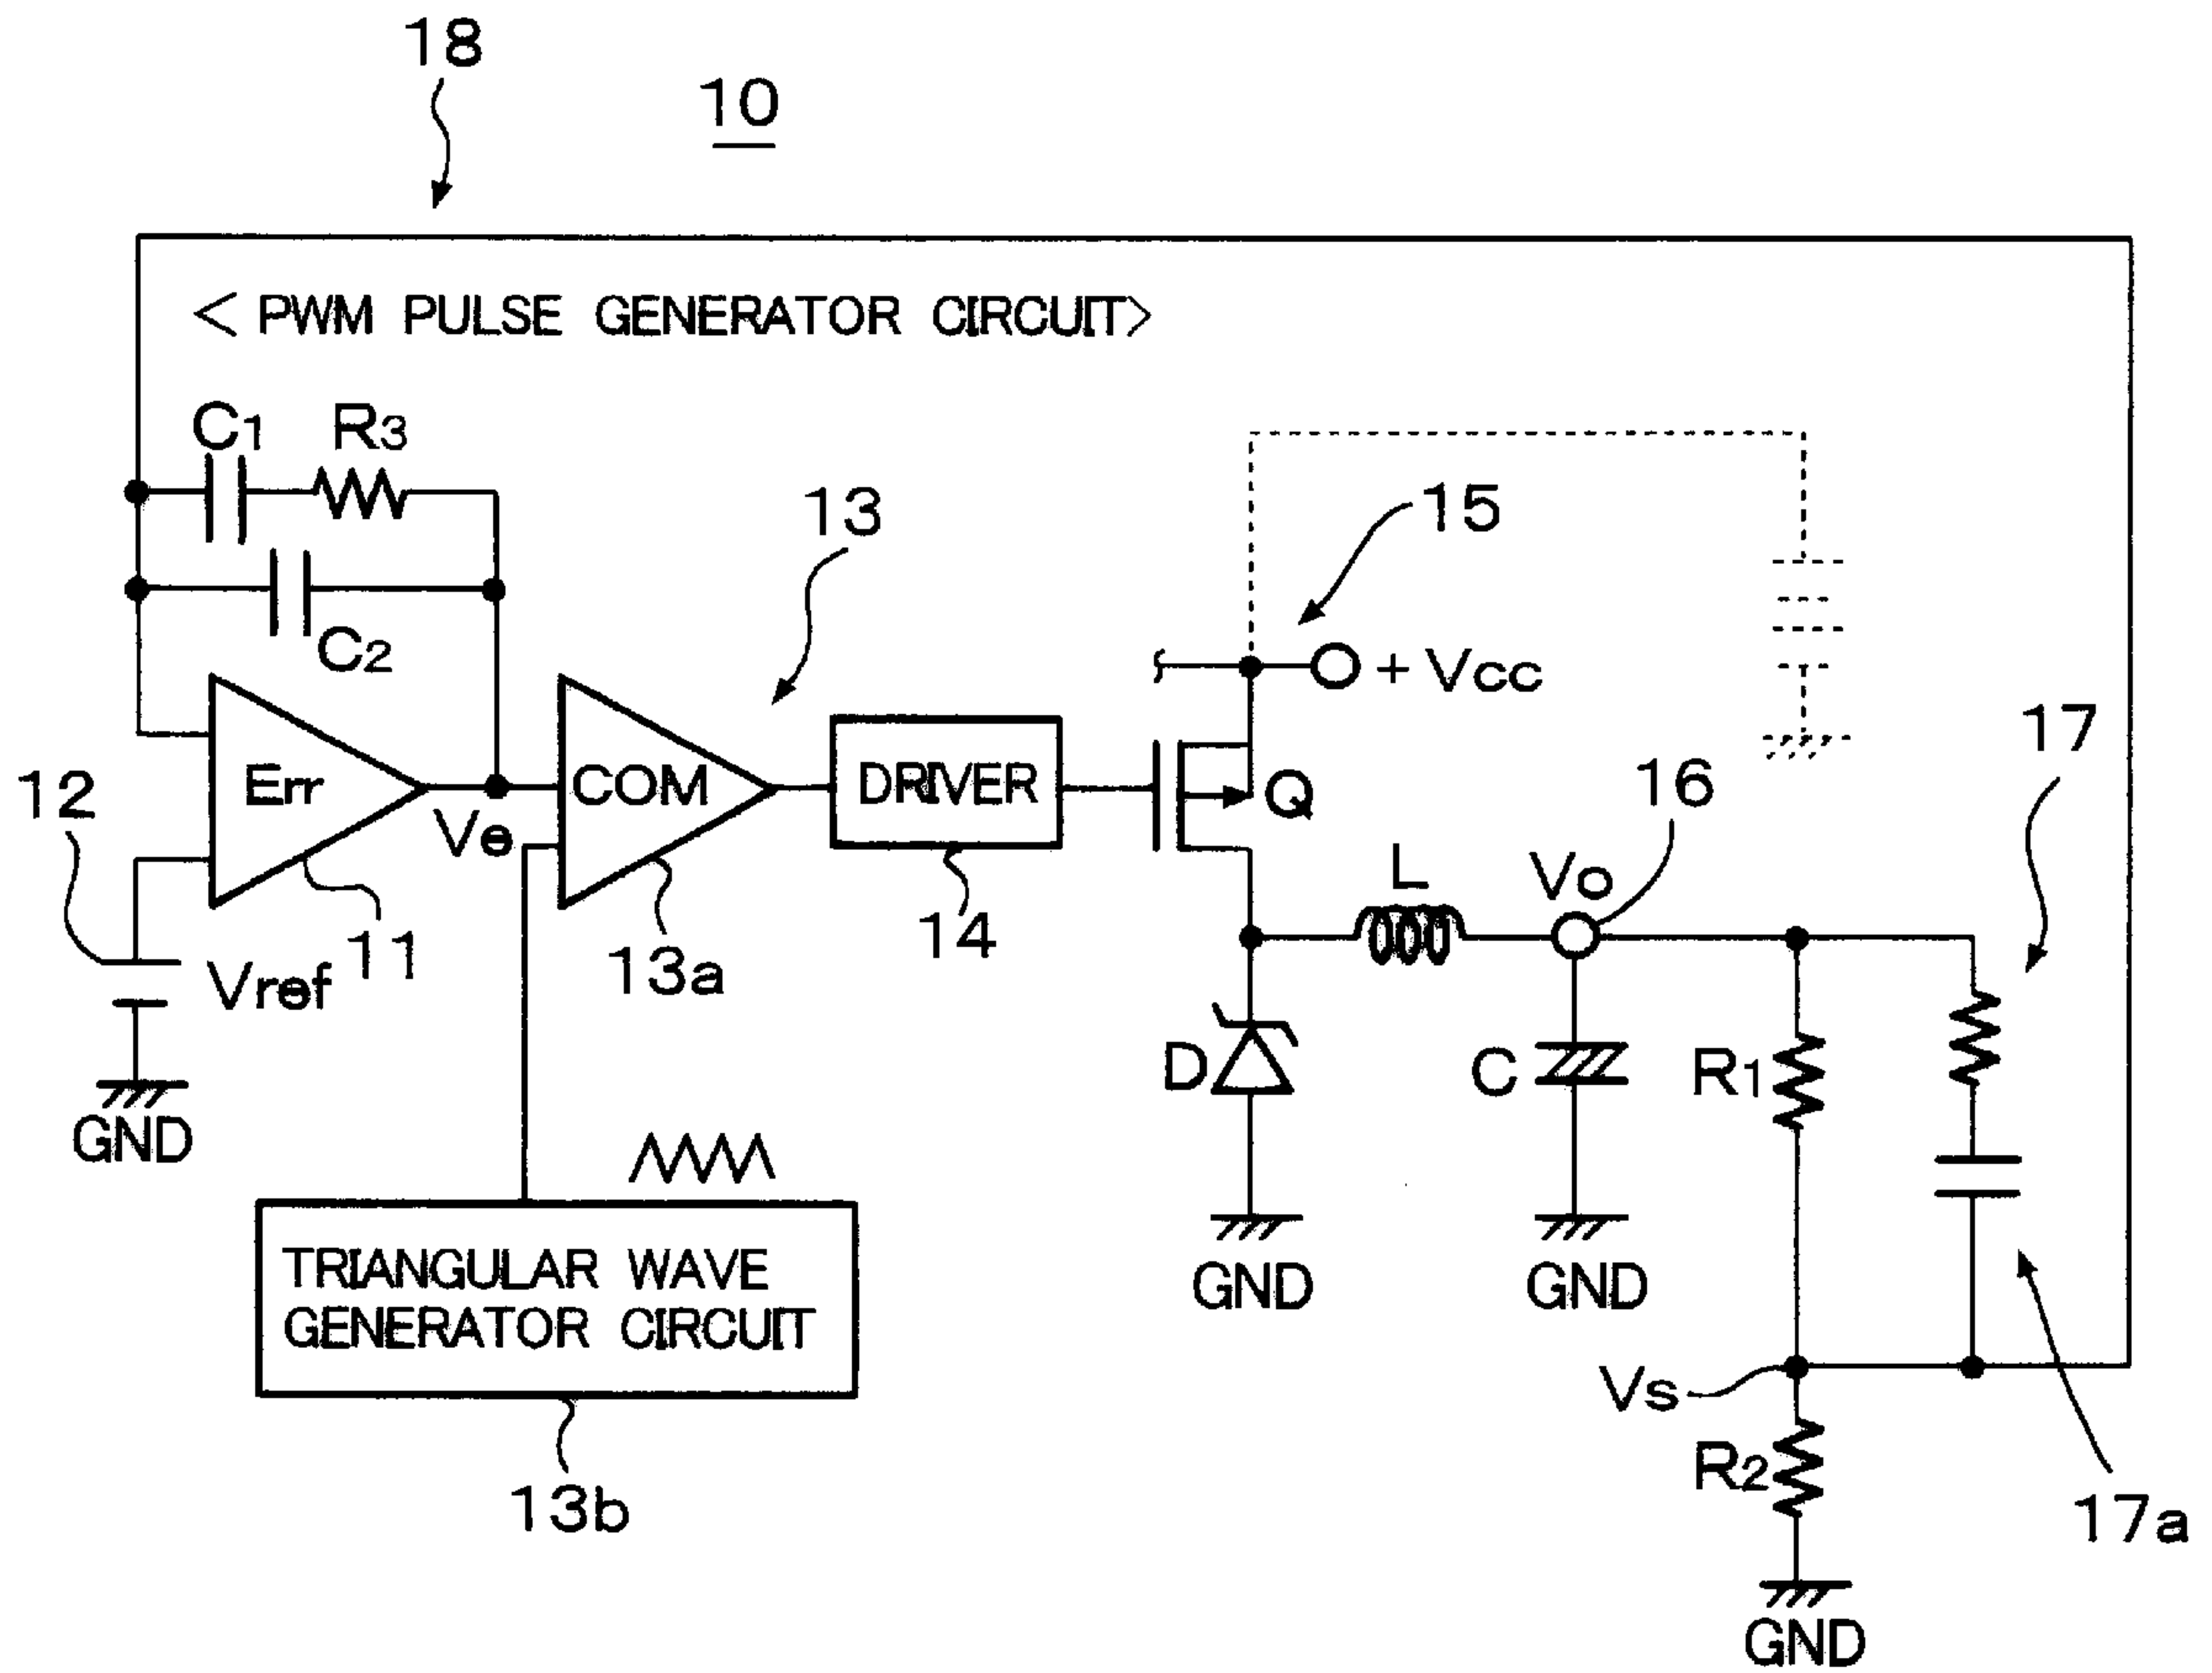 18
10
< PWM PULSE GENERATOR CIRCUIT>
C1
R3
C2
13
15
+ Vcc
17
12
Err
COM
DRIVER
Q
16
Ve
11
13a
14
L
Vo
Vref
GND
D
C
R1
TRIANGULAR WAVE
GENERATOR CIRCUIT
GND
GND
Vs
R2
17a
13b
GND